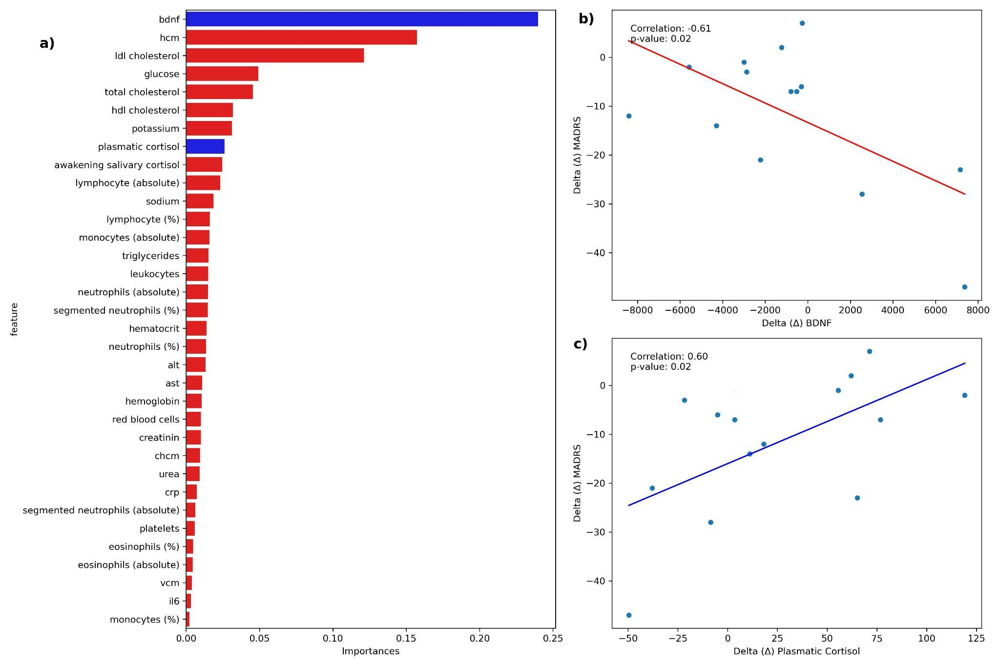 a)
feature
bdnf
hcm
ldl cholesterol
glucose
total cholesterol
hdl cholesterol
potassium
plasmatic cortisol
awakening salivary cortisol
lymphocyte (absolute)
sodium
lymphocyte (%)
monocytes (absolute)
triglycerides
leukocytes
neutrophils (absolute)
segmented neutrophils (%)
hematocrit
neutrophils (%)
alt
ast
hemoglobin
red blood cells
creatinin
chcm
urea
crp
segmented neutrophils (absolute)
platelets
eosinophils (%)
eosinophils (absolute)
vcm
il6
monocytes (%)
0.00 0.05 0.10 0.15 0.20 0.25
Importances
b)
Correlation: -0.61
p-value: 0.02
Delta (Δ) MADRS
0
−10
−20
−30
−40
−8000 −6000 −4000 −2000 0 2000 4000 6000 8000
Delta (Δ) BDNF
c)
Correlation: 0.60
p-value: 0.02
Delta (Δ) MADRS
0
−10
−20
−30
−40
−50 −25 0 25 50 75 100 125
Delta (Δ) Plasmatic Cortisol